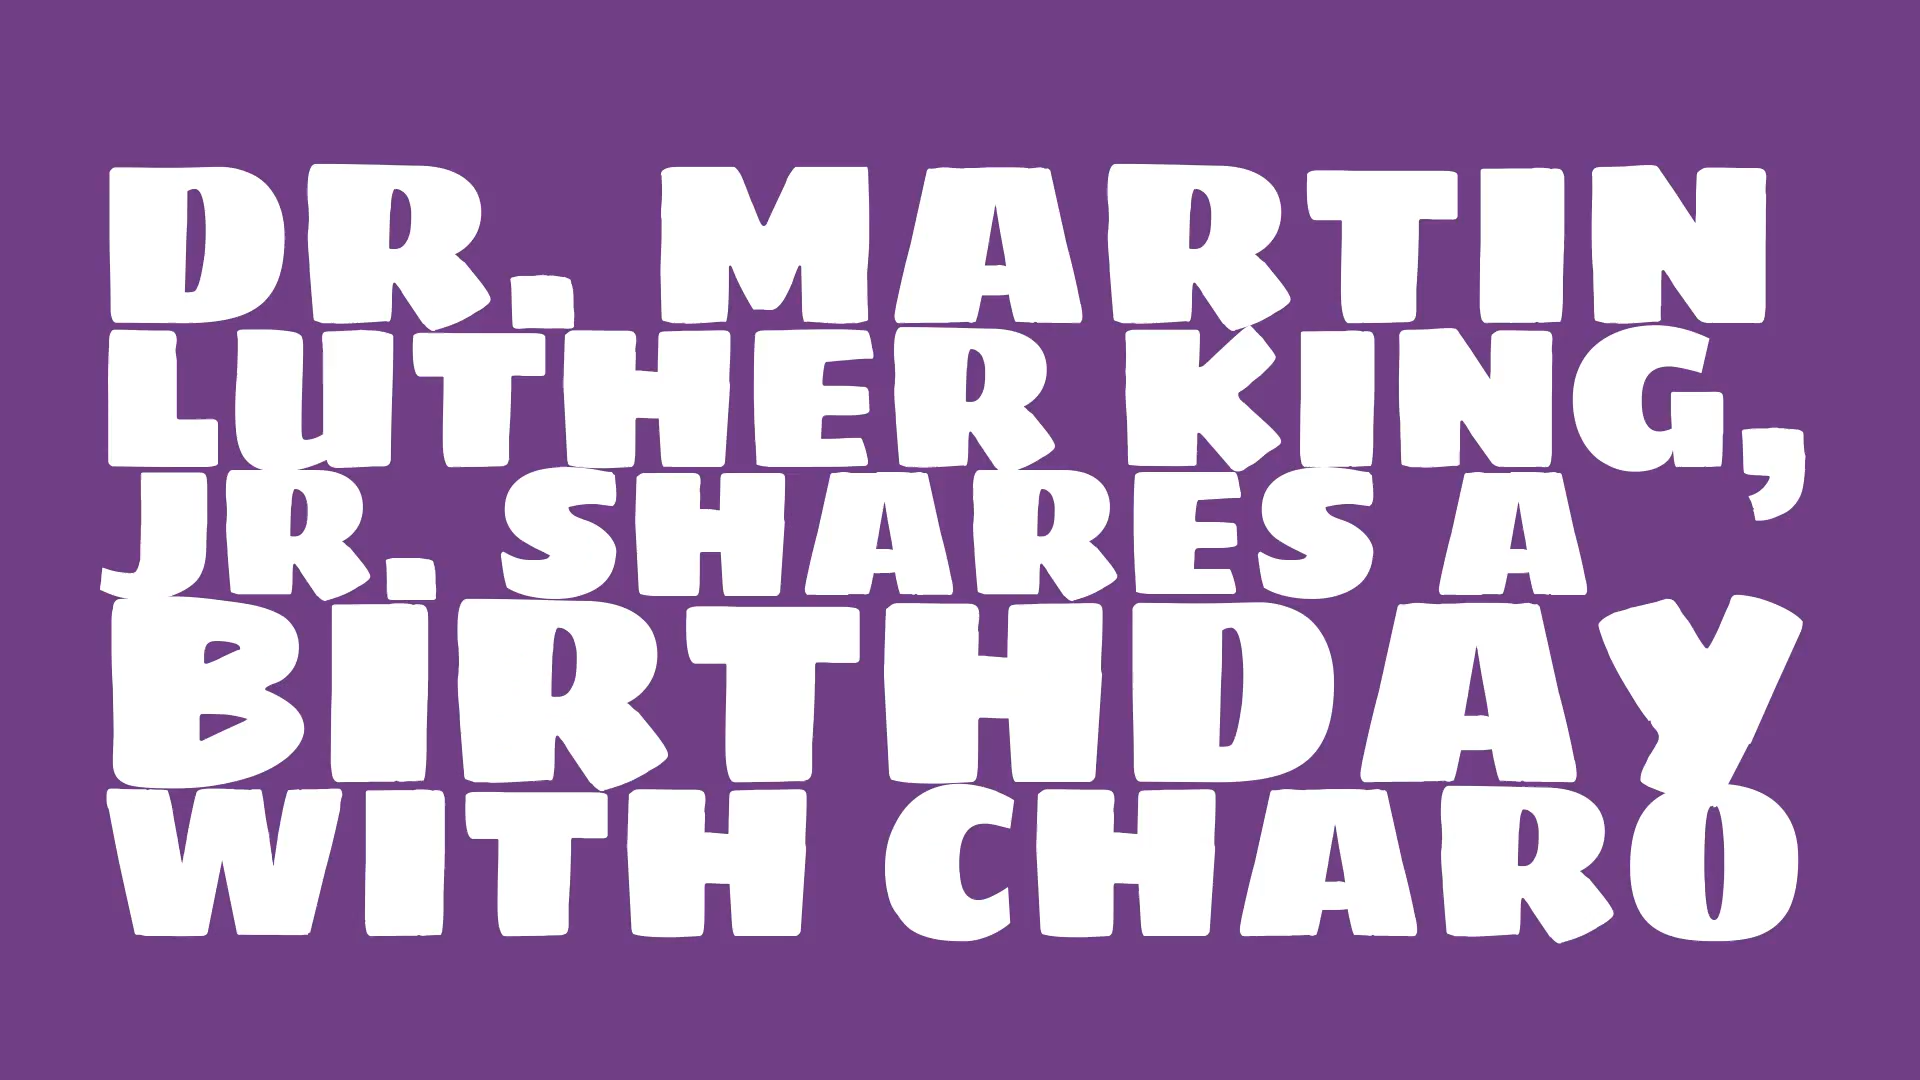 DR. MARTIN
LUTHER KING,
JR. SHARES A
BIRTHDAY
WITH CHARO